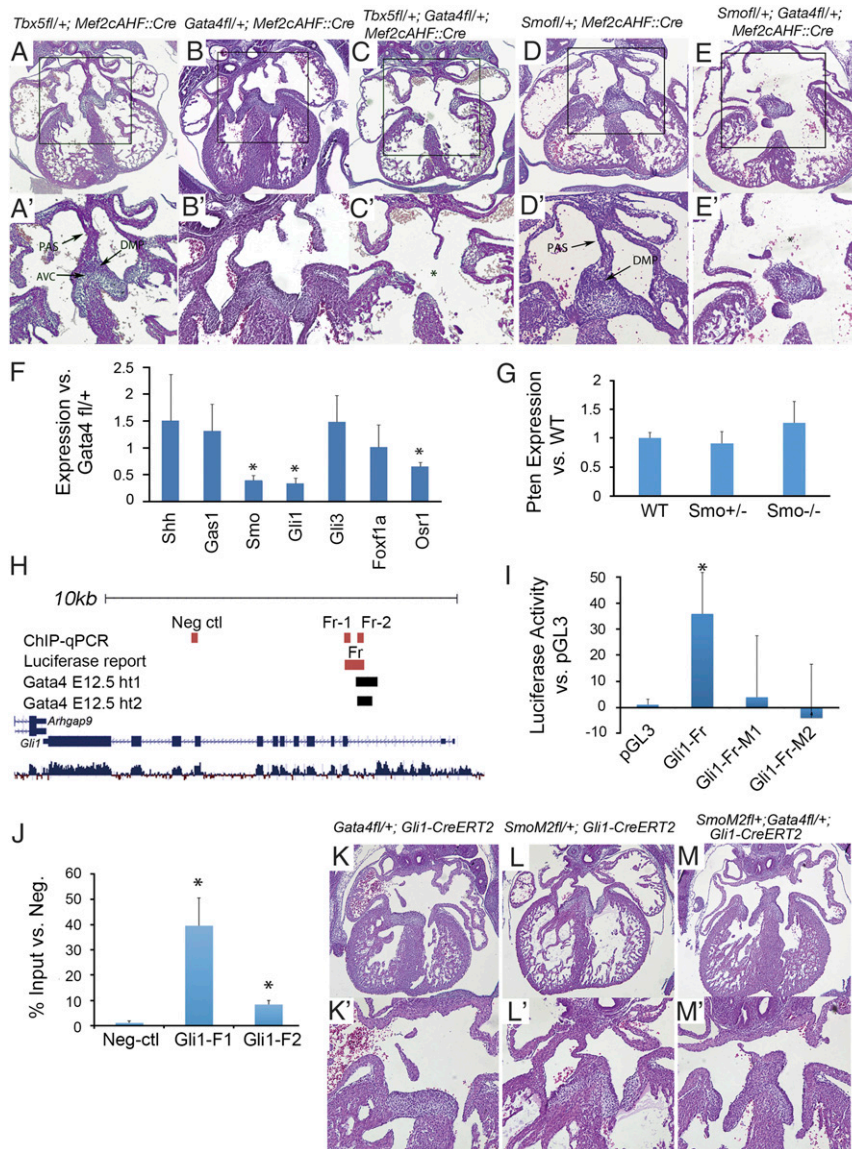 Tbx5fl/+; Mef2cAHF::Cre
Gata4fl/+; Mef2cAHF::Cre
Tbx5fl/+; Gata4fl/+;
Mef2cAHF::Cre
Smofl/+; Mef2cAHF::Cre
Smofl/+; Gata4fl/+;
Mef2cAHF::Cre
A
B
C
D
E
A'
PAS
DMP
AVC
B'
C'
*
D'
PAS
DMP
E'
*
F
Expression vs.
Gata4 fl/+
2
1.5
1
0.5
0
*
*
*
Shh
Gas1
Smo
Gli1
Gli3
Foxf1a
Osr1
G
Pten Expression
vs. WT
2
1.5
1
0.5
0
WT
Smo+/-
Smo-/-
H
10kb
Neg ctl
Fr-1
Fr-2
ChIP-qPCR
Fr
Luciferase report
Gata4 E12.5 ht1
Gata4 E12.5 ht2
Arhgap9
Gli1
I
Luciferase Activity
vs. pGL3
50
40
30
20
10
0
-10
*
pGL3
Gli1-Fr
Gli1-Fr-M1
Gli1-Fr-M2
J
% Input vs. Neg.
60
50
40
30
20
10
0
*
*
Neg-ctl
Gli1-F1
Gli1-F2
Gata4fl/+; Gli1-CreERT2
SmoM2fl/+; Gli1-CreERT2
SmoM2fl+;Gata4fl/+;
Gli1-CreERT2
K
L
M
K'
L'
M'
*